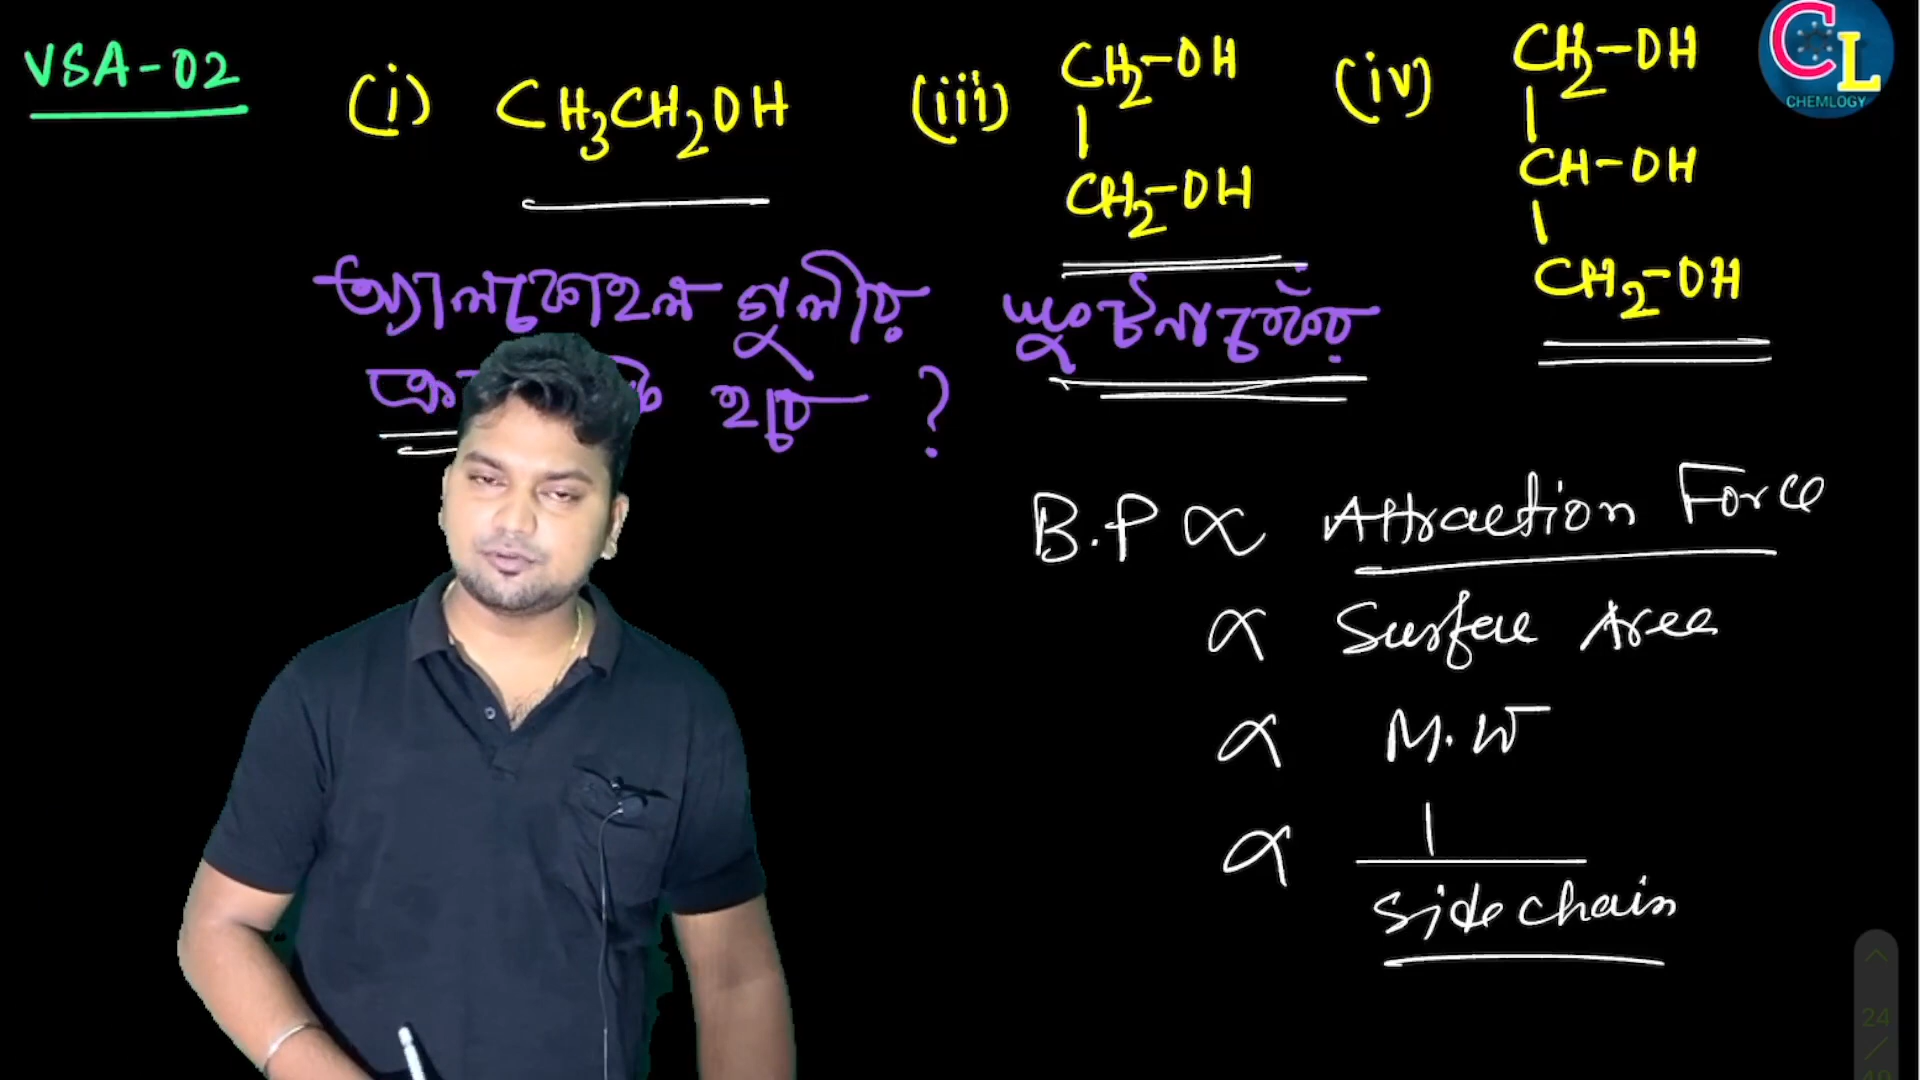 VSA-02
(i) CH3CH2OH
(iii) CH2-OH
|
CH2-OH
(iv) CH2-OH
|
CH-OH
|
CH2-OH
CL
CHEMLOGY
অ্যালকোহল গুলীর স্ফুটনাঙ্কের
হবে ?
B.P ∝ Attraction Force
∝ Surface Area
∝ M.W
∝ 1
side chain
24
/